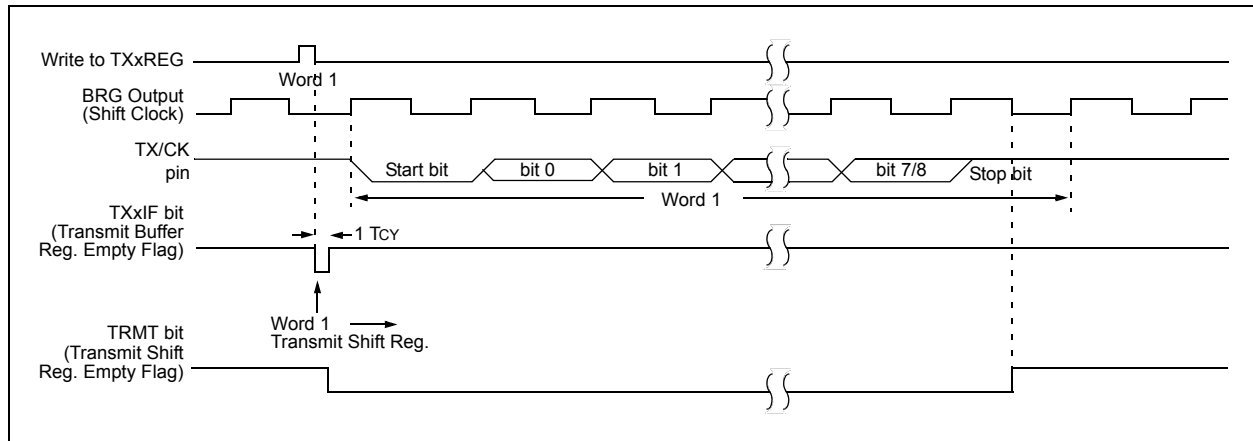 Write to TXxREG
Word 1
BRG Output
(Shift Clock)
TX/CK
pin
Start bit
bit 0
bit 1
bit 7/8
Stop bit
Word 1
TXxIF bit
(Transmit Buffer
Reg. Empty Flag)
1 TCY
Word 1
Transmit Shift Reg.
TRMT bit
(Transmit Shift
Reg. Empty Flag)